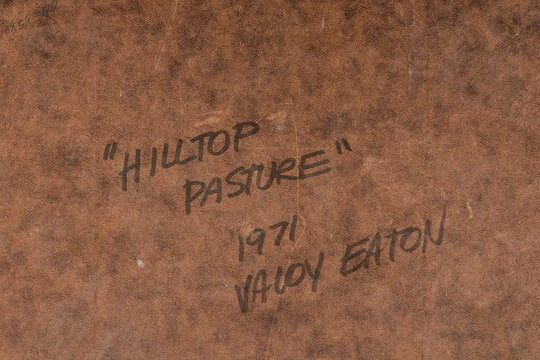 "HILLTOP
PASTURE"
1971
VALOY EATON